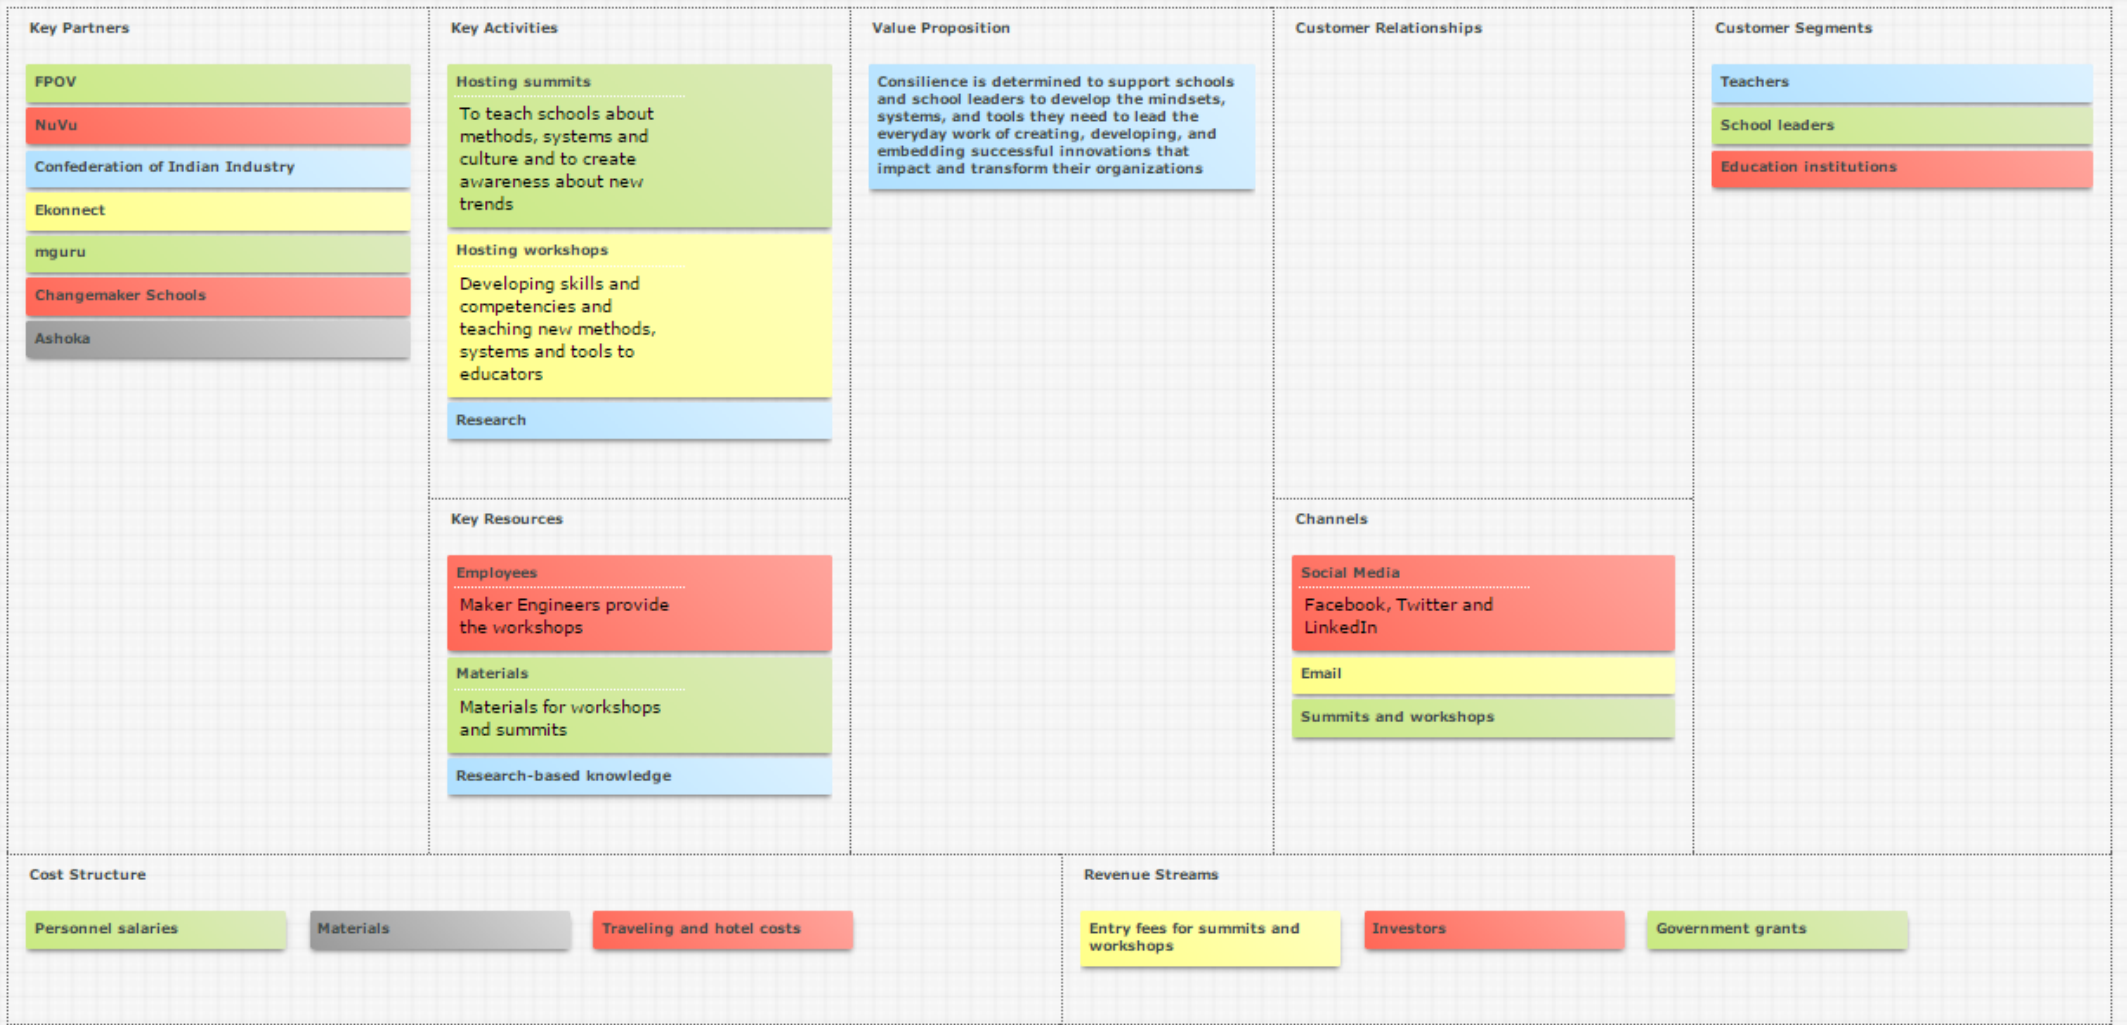 Key Partners
FPOV
NuVu
Confederation of Indian Industry
Ekonnect
mguru
Changemaker Schools
Ashoka
Key Activities
Hosting summits
To teach schools about
methods, systems and
culture and to create
awareness about new
trends
Hosting workshops
Developing skills and
competencies and
teaching new methods,
systems and tools to
educators
Research
Key Resources
Employees
Maker Engineers provide
the workshops
Materials
Materials for workshops
and summits
Research-based knowledge
Value Proposition
Consilience is determined to support schools
and school leaders to develop the mindsets,
systems, and tools they need to lead the
everyday work of creating, developing, and
embedding successful innovations that
impact and transform their organizations
Customer Relationships
Channels
Social Media
Facebook, Twitter and
LinkedIn
Email
Summits and workshops
Customer Segments
Teachers
School leaders
Education institutions
Cost Structure
Personnel salaries
Materials
Traveling and hotel costs
Revenue Streams
Entry fees for summits and
workshops
Investors
Government grants